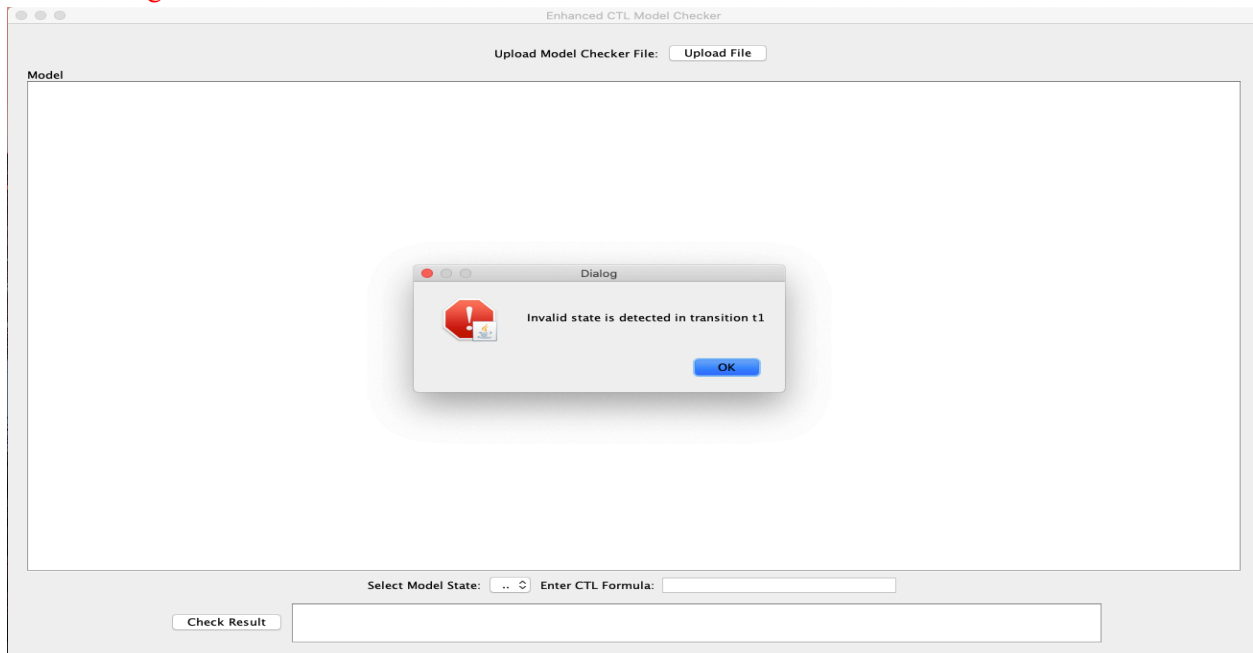 Enhanced CTL Model Checker
Upload Model Checker File: Upload File
Model
Dialog
Invalid state is detected in transition t1
OK
Select Model State: .. Enter CTL Formula:
Check Result